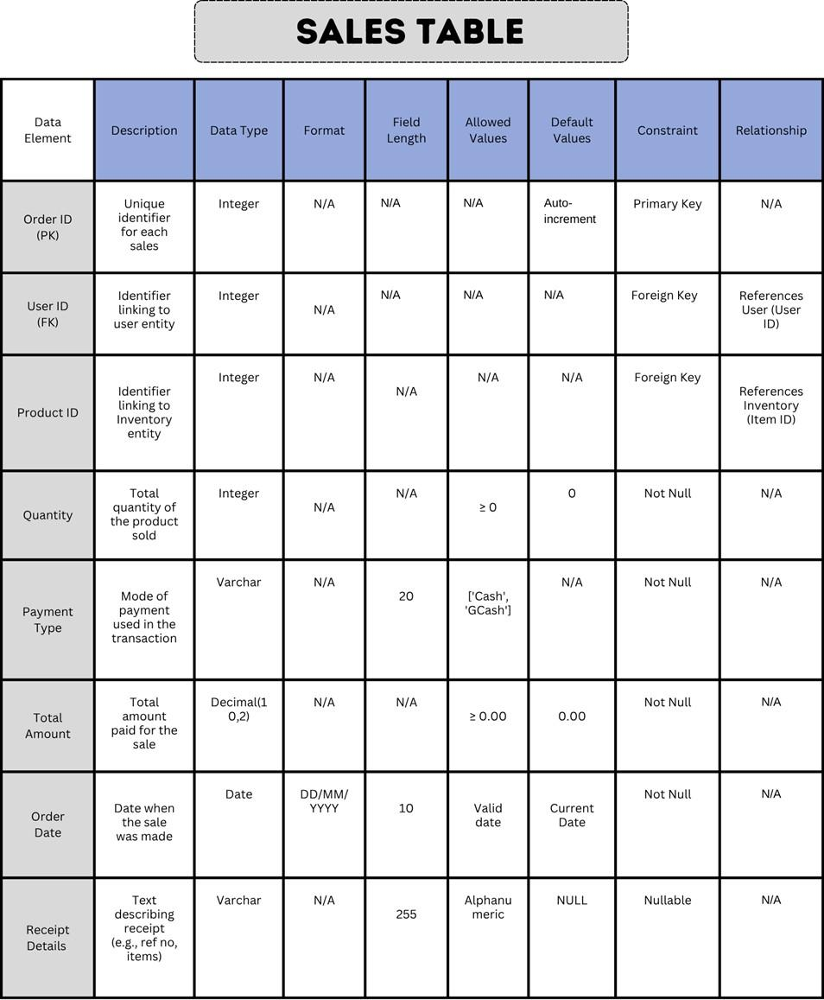 SALES TABLE
Data
Element
Description
Data Type
Format
Field
Length
Allowed
Values
Default
Values
Constraint
Relationship
Order ID
(PK)
Unique
identifier
for each
sales
Integer
N/A
N/A
N/A
Auto-
increment
Primary Key
N/A
User ID
(FK)
Identifier
linking to
user entity
Integer
N/A
N/A
N/A
N/A
Foreign Key
References
User (User
ID)
Product ID
Identifier
linking to
Inventory
entity
Integer
N/A
N/A
N/A
N/A
Foreign Key
References
Inventory
(Item ID)
Quantity
Total
quantity of
the product
sold
Integer
N/A
N/A
≥ 0
0
Not Null
N/A
Payment
Type
Mode of
payment
used in the
transaction
Varchar
N/A
20
['Cash',
'GCash']
N/A
Not Null
N/A
Total
Amount
Total
amount
paid for the
sale
Decimal(1
0,2)
N/A
N/A
≥ 0.00
0.00
Not Null
N/A
Order
Date
Date when
the sale
was made
Date
DD/MM/
YYYY
10
Valid
date
Current
Date
Not Null
N/A
Receipt
Details
Text
describing
receipt
(e.g., ref no,
items)
Varchar
N/A
255
Alphanu
meric
NULL
Nullable
N/A